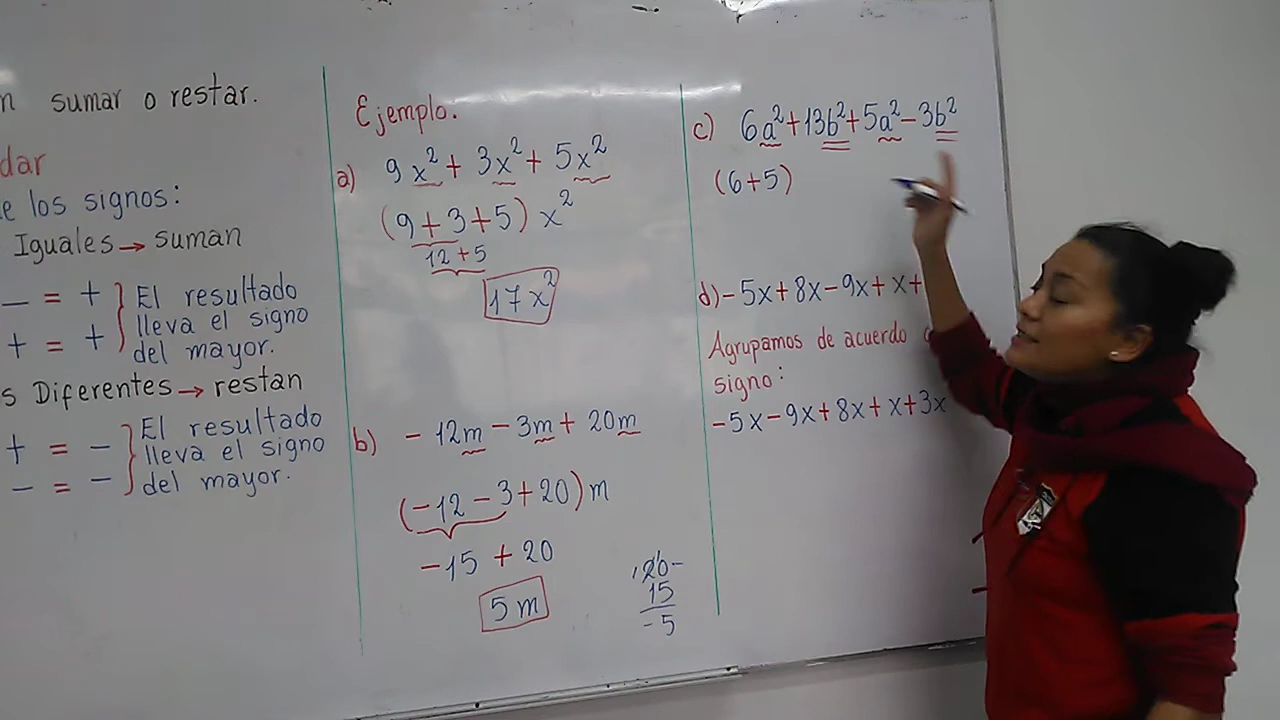 sumar o restar.
los signos:
Iguales → suman
– = +
+ = +
El resultado
lleva el signo
del mayor.
Diferentes → restan
+ = –
– = –
El resultado
lleva el signo
del mayor.
Ejemplo:
a) 9x² + 3x² + 5x²
(9 + 3 + 5) x²
12 + 5
17x²
b) - 12m - 3m + 20m
(-12 - 3 + 20) m
-15 + 20
5m
20-
15
-5
c) 6a² + 13b² + 5a² - 3b²
(6+5)
d) - 5x + 8x - 9x + x +
Agrupamos de acuerdo
signo:
- 5x - 9x + 8x + x + 3x